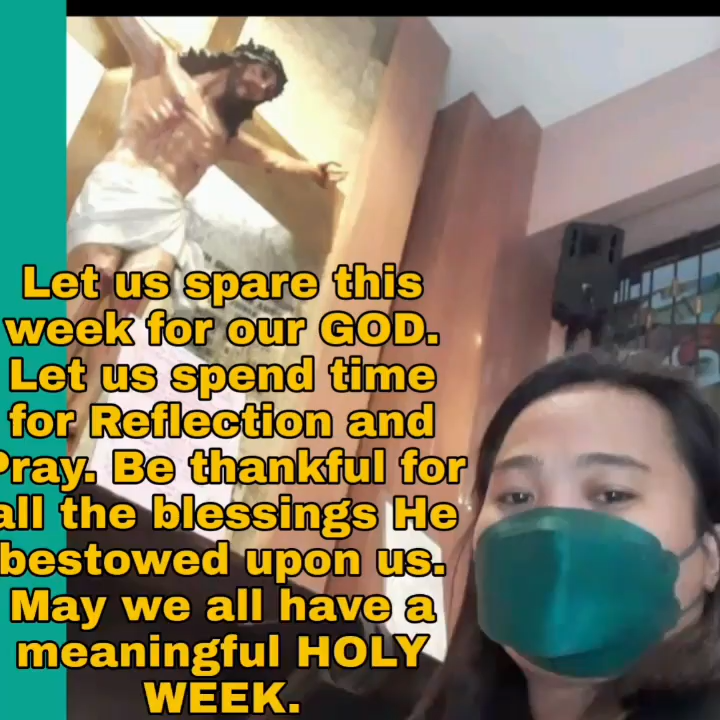 Let us spare this
week for our GOD.
Let us spend time
for Reflection and
Pray. Be thankful for
all the blessings He
bestowed upon us.
May we all have a
meaningful HOLY
WEEK.